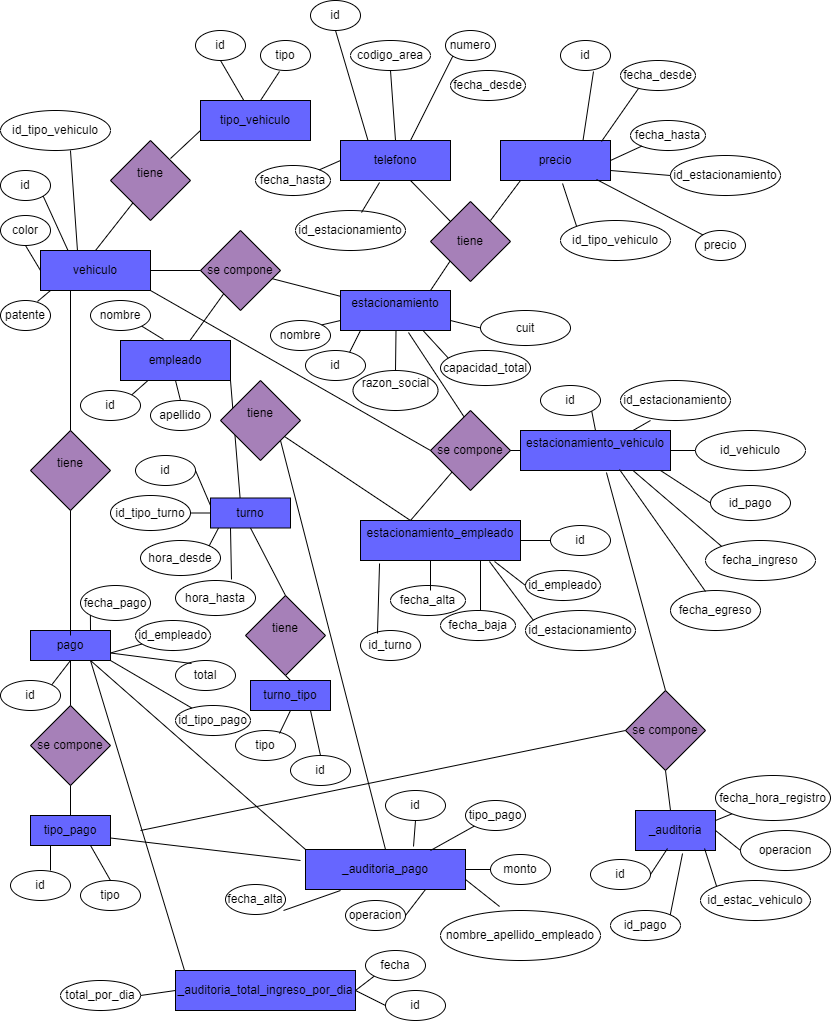 id
id
tipo
codigo_area
numero
id
fecha_desde
fecha_desde
tipo_vehiculo
id_tipo_vehiculo
fecha_hasta
telefono
precio
tiene
fecha_hasta
id_estacionamiento
id
color
id_estacionamiento
tiene
id_tipo_vehiculo
precio
vehiculo
se compone
estacionamiento
patente
nombre
nombre
cuit
empleado
id
capacidad_total
razon_social
id
apellido
tiene
id
id_estacionamiento
estacionamiento_vehiculo
se compone
id_vehiculo
tiene
id
id_pago
id_tipo_turno
turno
estacionamiento_empleado
id
hora_desde
fecha_ingreso
hora_hasta
fecha_alta
id_empleado
fecha_pago
fecha_baja
id_estacionamiento
fecha_egreso
tiene
id_empleado
pago
id_turno
total
id
turno_tipo
id_tipo_pago
se compone
tipo
id
se compone
id
tipo_pago
fecha_hora_registro
tipo_pago
_auditoria
operacion
_auditoria_pago
monto
id
id
tipo
fecha_alta
operacion
id_estac_vehiculo
id_pago
nombre_apellido_empleado
fecha
total_por_dia
_auditoria_total_ingreso_por_dia
id